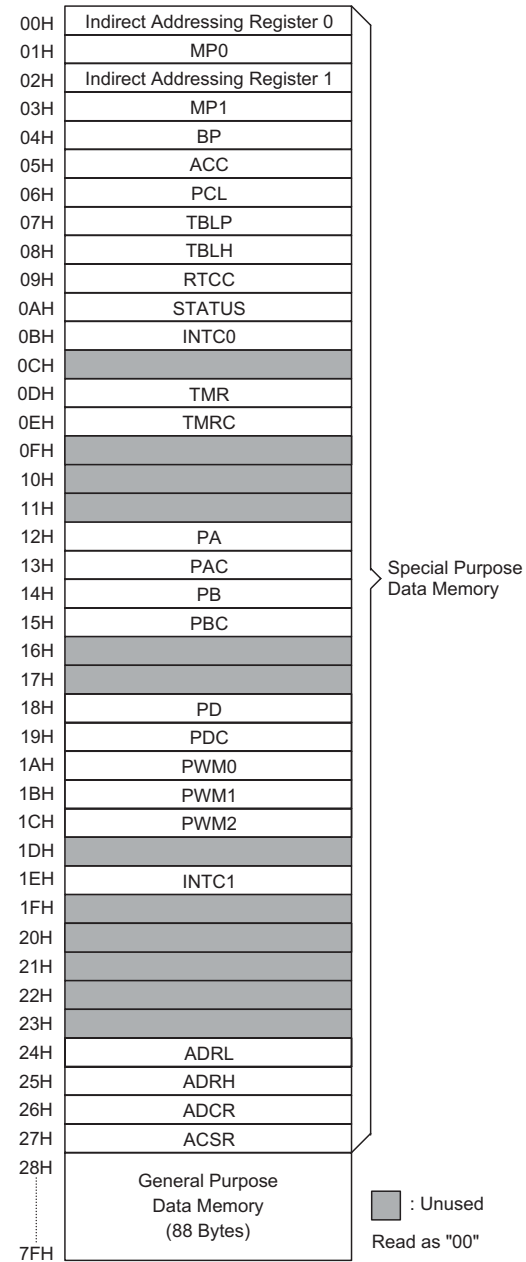 00H Indirect Addressing Register 0
01H MP0
02H Indirect Addressing Register 1
03H MP1
04H BP
05H ACC
06H PCL
07H TBLP
08H TBLH
09H RTCC
0AH STATUS
0BH INTC0
0CH
0DH TMR
0EH TMRC
0FH
10H
11H
12H PA
13H PAC
14H PB
15H PBC
16H
17H
18H PD
19H PDC
1AH PWM0
1BH PWM1
1CH PWM2
1DH
1EH INTC1
1FH
20H
21H
22H
23H
24H ADRL
25H ADRH
26H ADCR
27H ACSR
28H
General Purpose
Data Memory
(88 Bytes)
7FH
Special Purpose
Data Memory
: Unused
Read as "00"